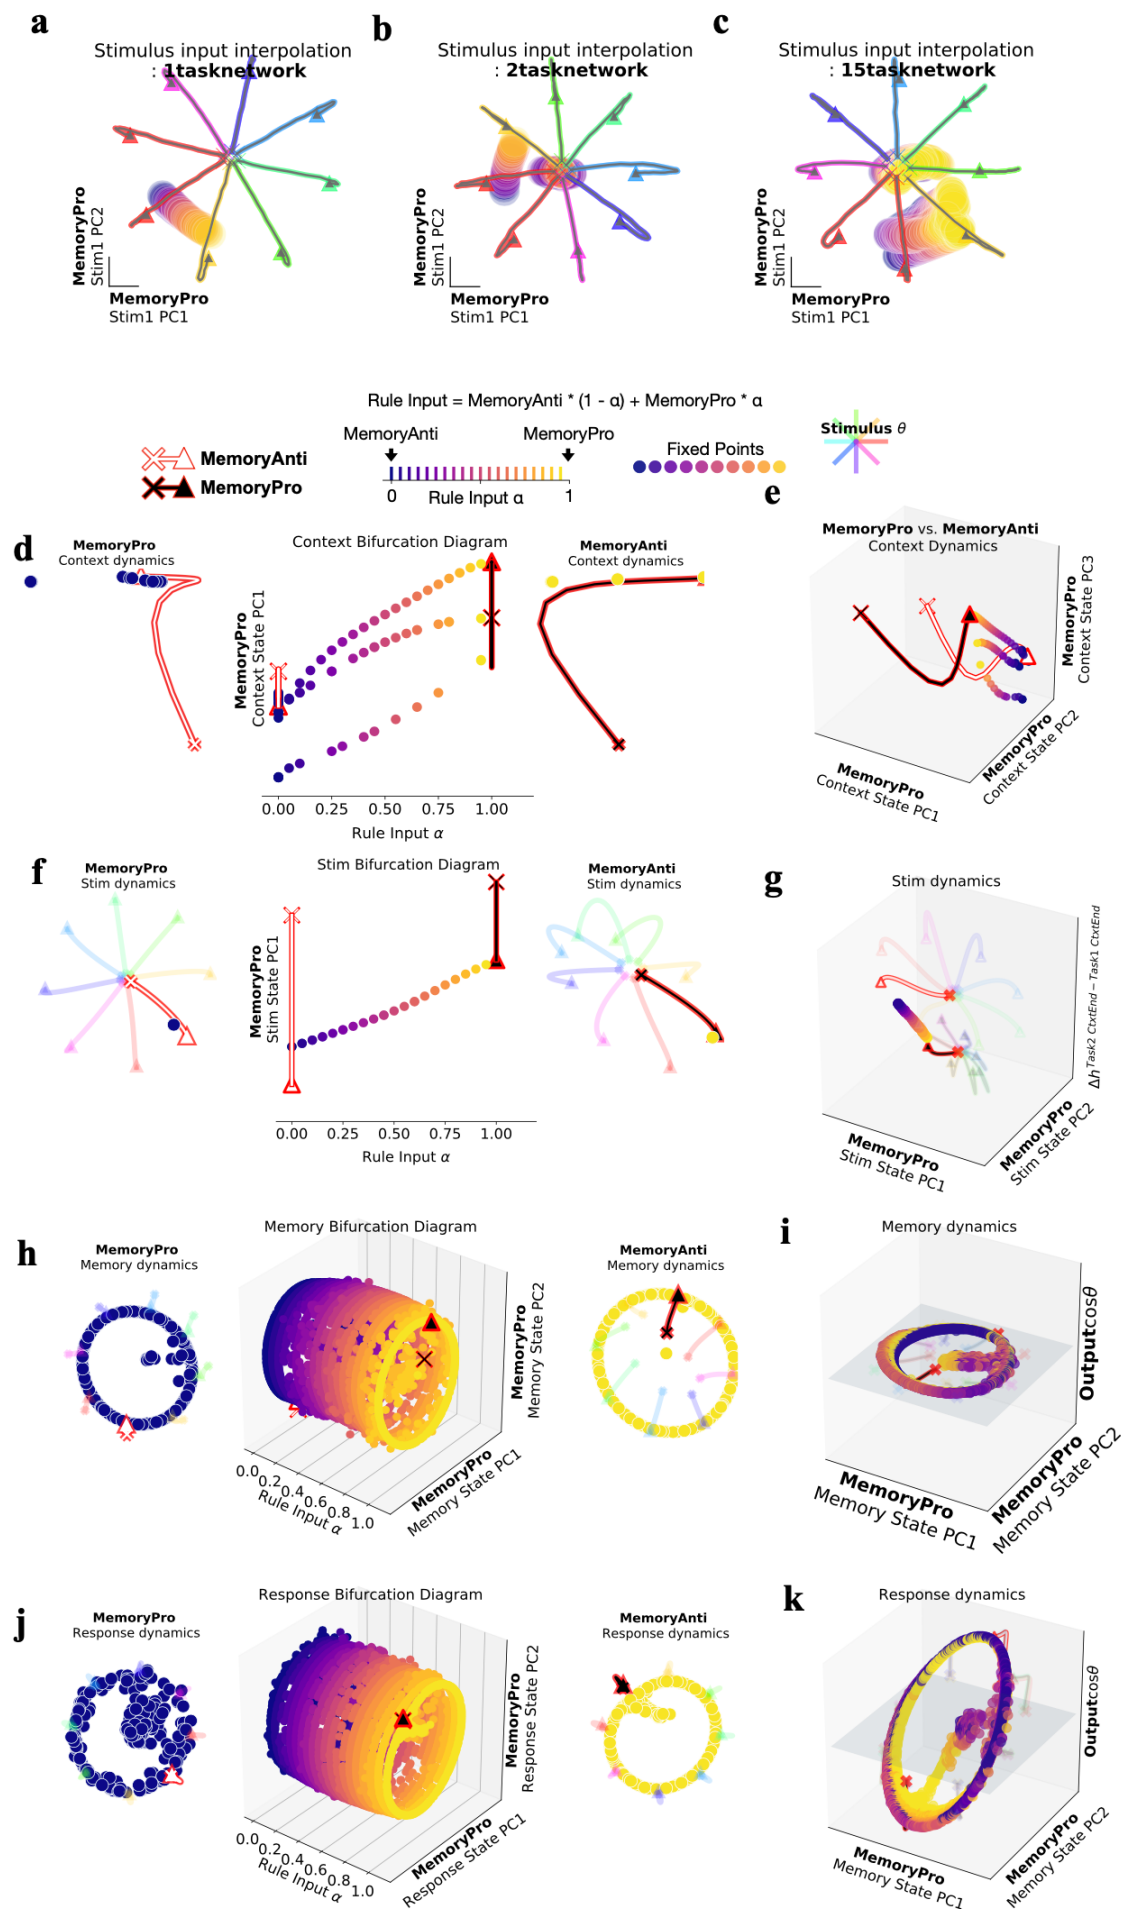 a
Stimulus input interpolation
: 1tasknetwork
MemoryPro
Stim1 PC2
MemoryPro
Stim1 PC1
b
Stimulus input interpolation
: 2tasknetwork
MemoryPro
Stim1 PC2
MemoryPro
Stim1 PC1
c
Stimulus input interpolation
: 15tasknetwork
MemoryPro
Stim1 PC2
MemoryPro
Stim1 PC1
Rule Input = MemoryAnti * (1 - α) + MemoryPro * α
MemoryAnti
MemoryPro
MemoryAnti
MemoryPro
0
Rule Input α
1
Fixed Points
Stimulus θ
d
MemoryPro
Context dynamics
Context Bifurcation Diagram
MemoryPro
Context State PC1
0.00 0.25 0.50 0.75 1.00
Rule Input α
MemoryAnti
Context dynamics
e
MemoryPro vs. MemoryAnti
Context Dynamics
MemoryPro
Context State PC3
MemoryPro
Context State PC2
MemoryPro
Context State PC1
f
MemoryPro
Stim dynamics
Stim Bifurcation Diagram
MemoryPro
Stim State PC1
0.00 0.25 0.50 0.75 1.00
Rule Input α
MemoryAnti
Stim dynamics
g
Stim dynamics
Δh^Task2 CtxtEnd − Task1 CtxtEnd
MemoryPro
Stim State PC2
MemoryPro
Stim State PC1
h
MemoryPro
Memory dynamics
Memory Bifurcation Diagram
MemoryPro
Memory State PC2
MemoryPro
Memory State PC1
0.0 0.2 0.4 0.6 0.8 1.0
Rule Input α
MemoryAnti
Memory dynamics
i
Memory dynamics
Outputcosθ
MemoryPro
Memory State PC2
MemoryPro
Memory State PC1
j
MemoryPro
Response dynamics
Response Bifurcation Diagram
MemoryPro
Response State PC2
MemoryPro
Response State PC1
0.0 0.2 0.4 0.6 0.8 1.0
Rule Input α
MemoryAnti
Response dynamics
k
Response dynamics
Outputcosθ
MemoryPro
Memory State PC2
MemoryPro
Memory State PC1